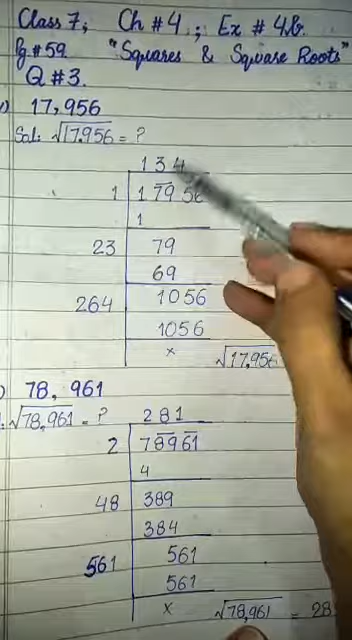 Class 7, Ch # 4 ; Ex # 4b.
Pg # 59. "Squares & Square Roots"
Q # 3.
) 17,956
Sol: √17,956 = ?
1 3 4
1 1 79 56
1
23 79
69
264 1056
1056
×
√17,956
) 78, 961
√78,961 = ?
2 8 1
2 7 89 61
4
48 389
384
561 561
561
×
√78,961 = 28